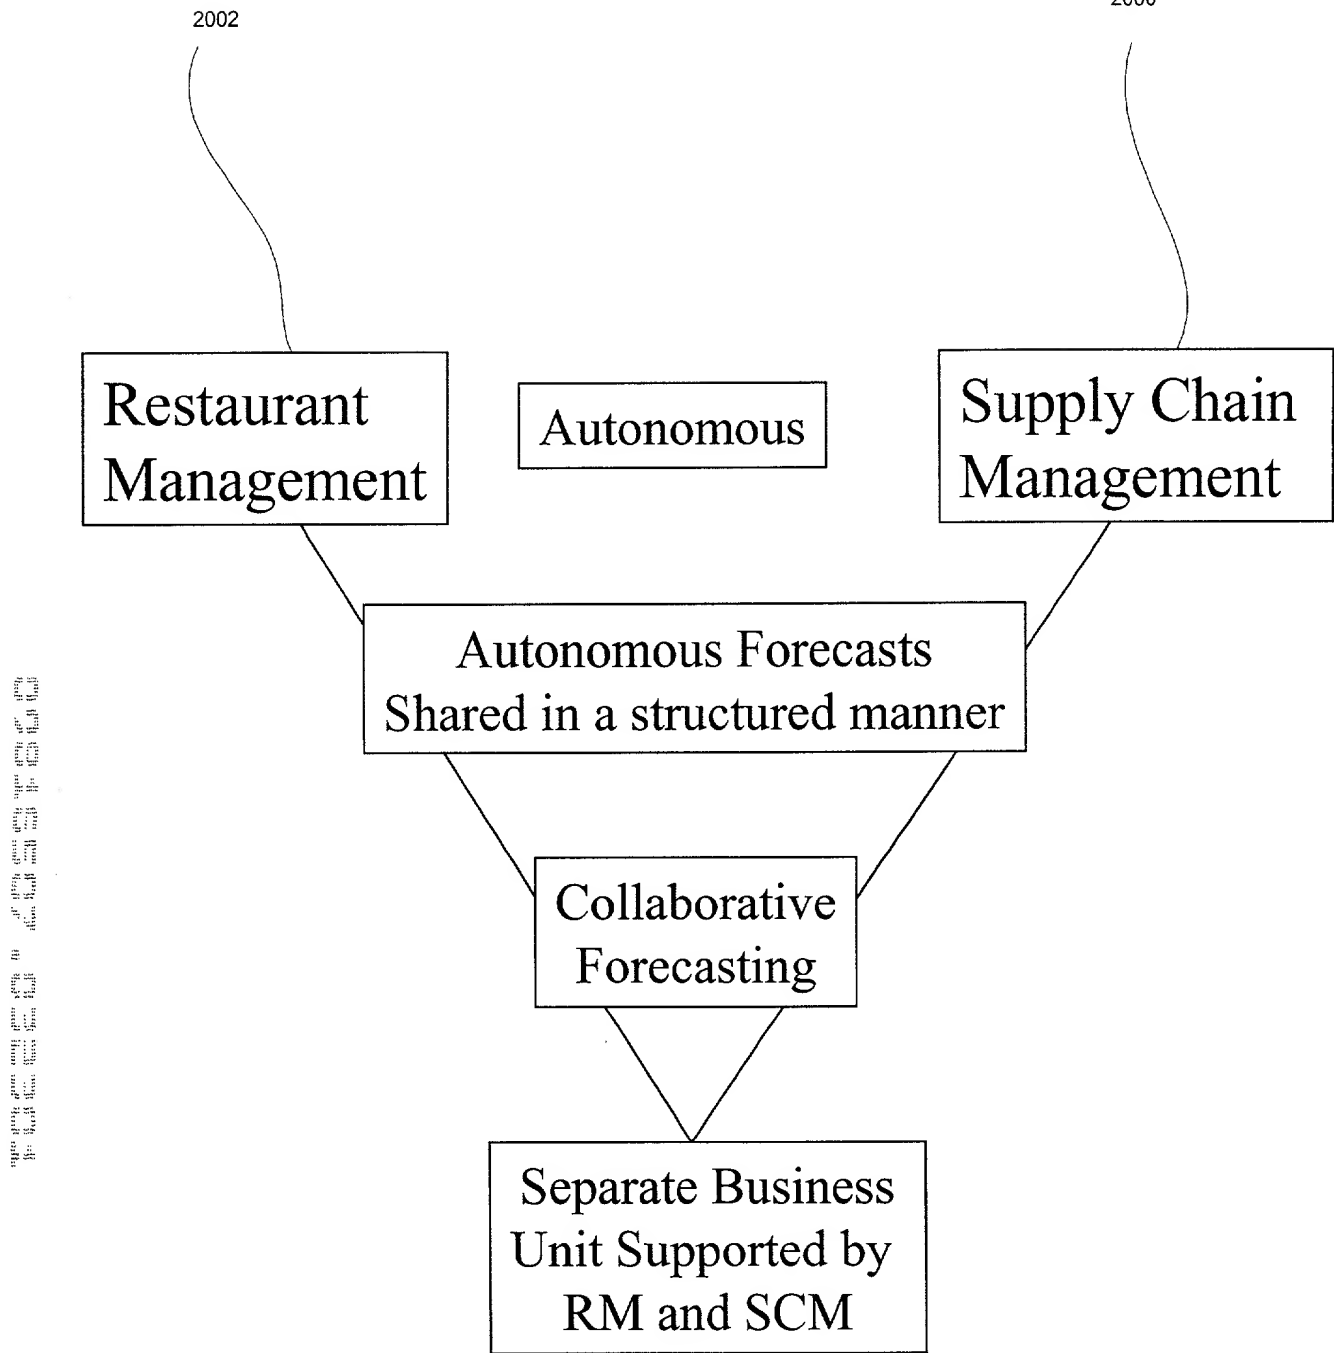 2002
2000
Restaurant
Management
Autonomous
Supply Chain
Management
Autonomous Forecasts
Shared in a structured manner
Collaborative
Forecasting
Separate Business
Unit Supported by
RM and SCM